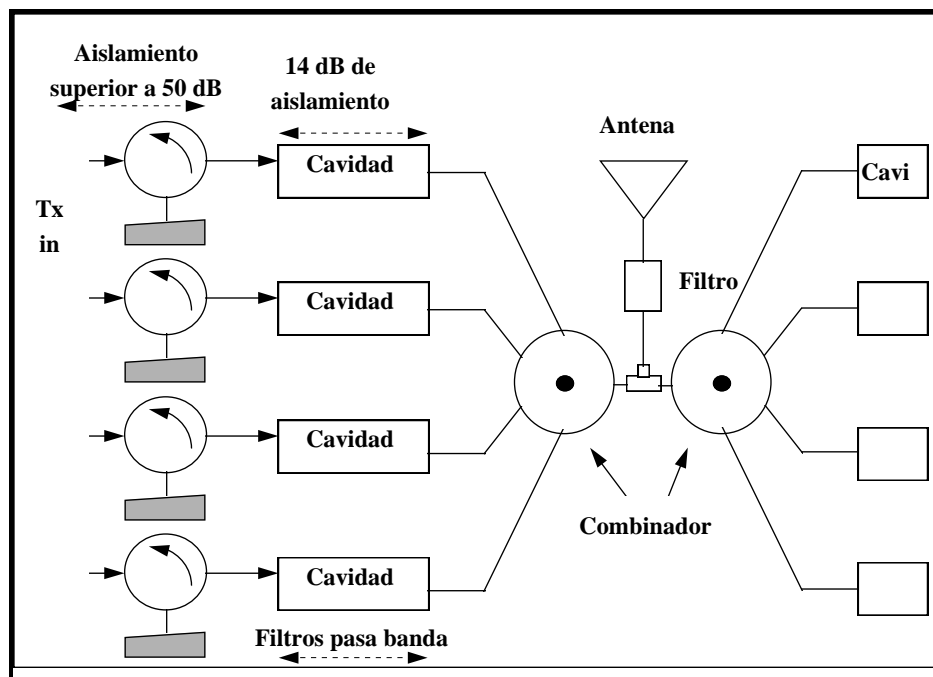 Aislamiento
superior a 50 dB
14 dB de
aislamiento
Antena
Cavidad
Cavi
Tx
in
Filtro
Cavidad
Cavidad
Combinador
Cavidad
Filtros pasa banda